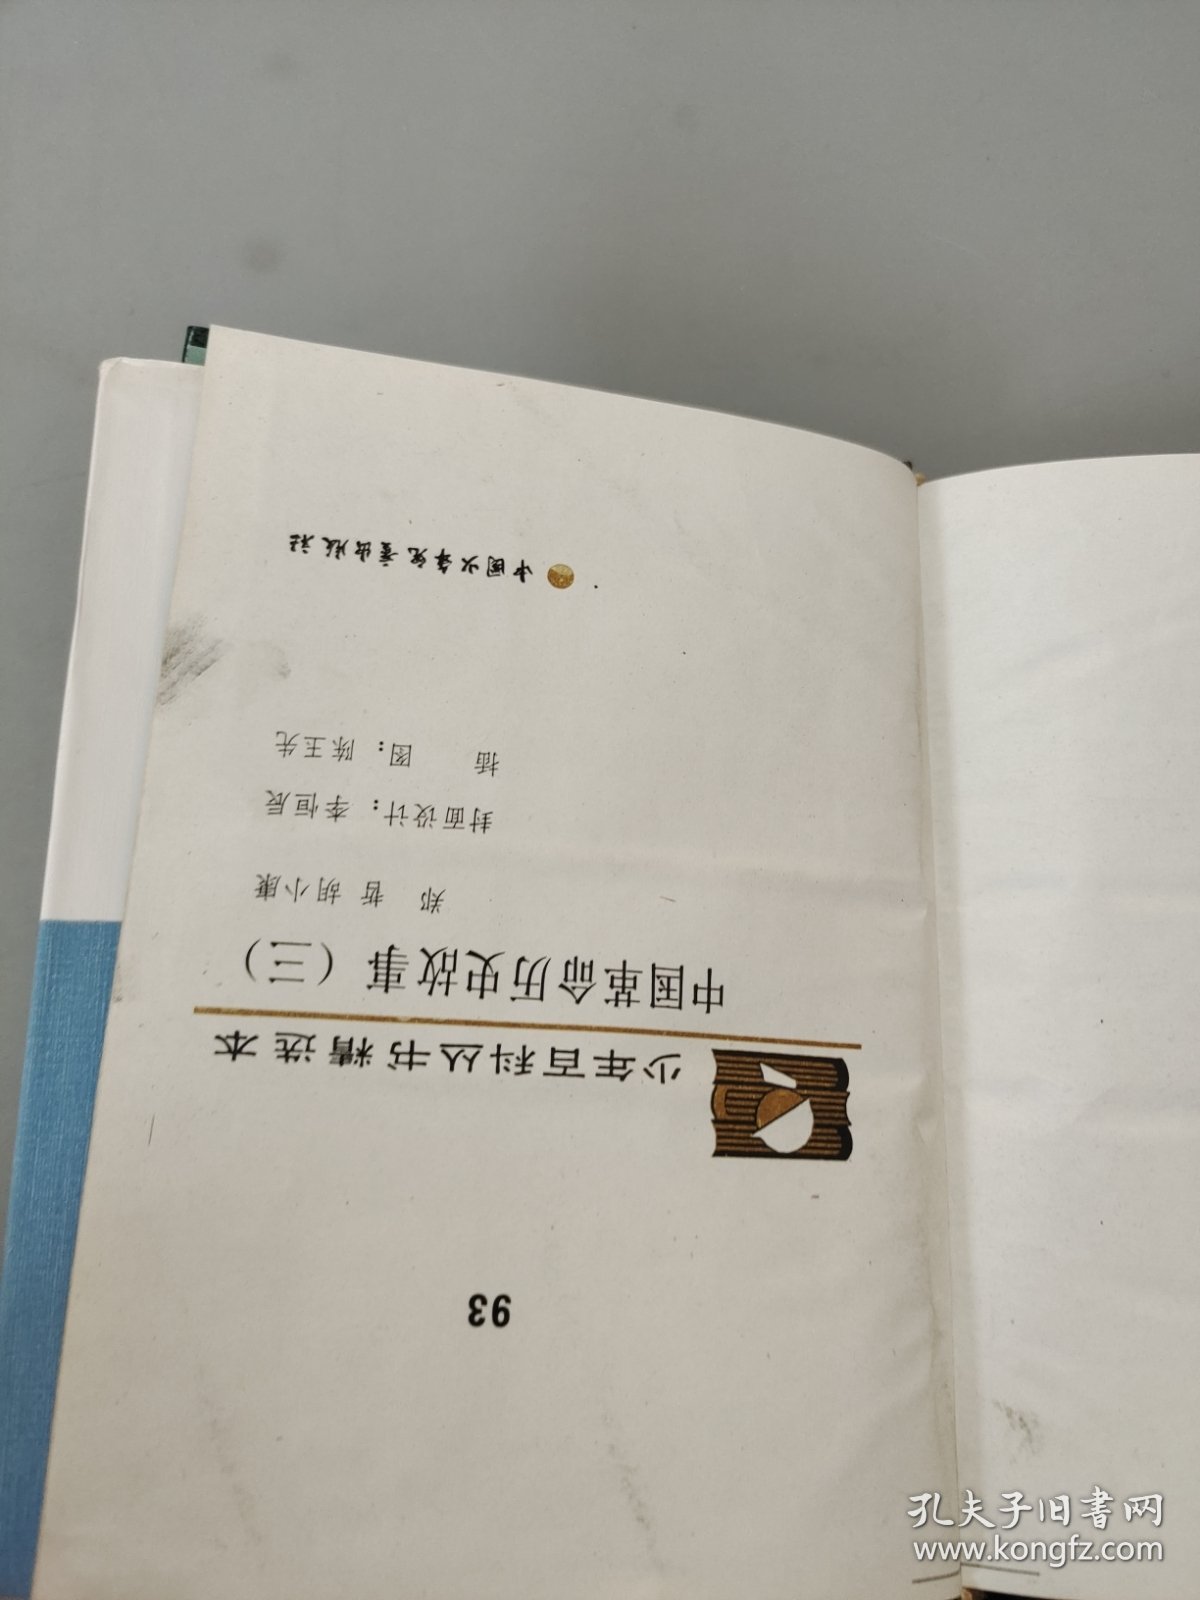 93
少年百科丛书精选本
中国革命历史故事（三）
郑 哲 胡小康
封面设计：李恒辰
插 图：陈玉先
中国少年儿童出版社
孔夫子旧书网
www.kongfz.com